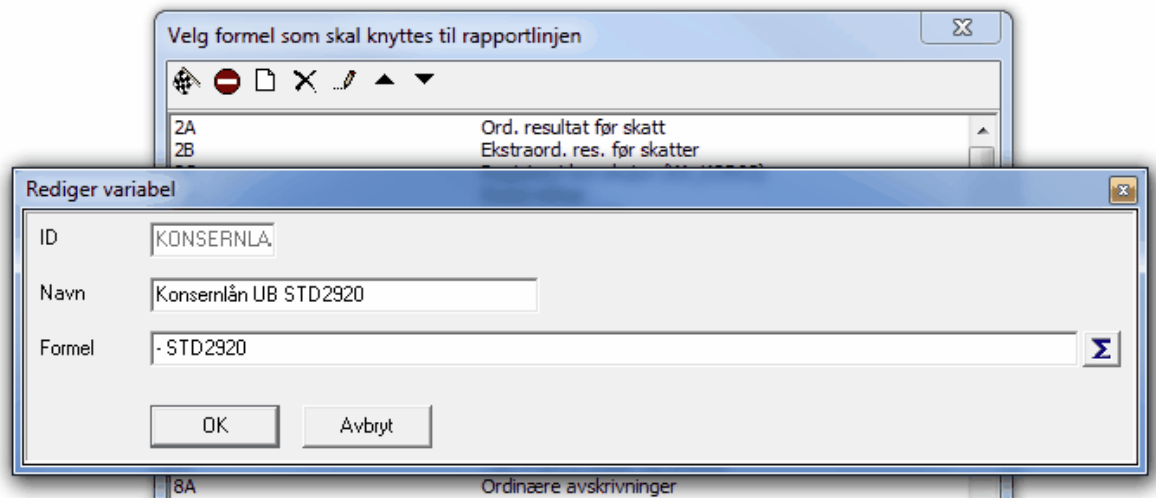 Velg formel som skal knyttes til rapportlinjen
2A Ord. resultat før skatt
2B Ekstraord. res. før skatter
Rediger variabel
ID KONSERNLA
Navn Konsernlån UB STD2920
Formel - STD2920 Σ
OK Avbryt
8A Ordinære avskrivninger